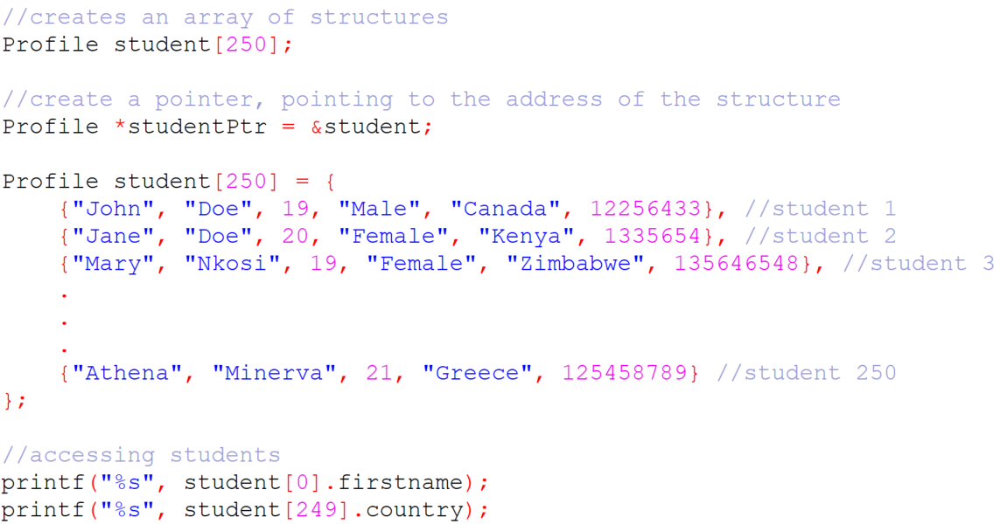 //creates an array of structures
Profile student[250];
//create a pointer, pointing to the address of the structure
Profile *studentPtr = &student;
Profile student[250] = {
{"John", "Doe", 19, "Male", "Canada", 12256433}, //student 1
{"Jane", "Doe", 20, "Female", "Kenya", 1335654}, //student 2
{"Mary", "Nkosi", 19, "Female", "Zimbabwe", 135646548}, //student 3
.
.
.
{"Athena", "Minerva", 21, "Greece", 125458789} //student 250
};
//accessing students
printf("%s", student[0].firstname);
printf("%s", student[249].country);